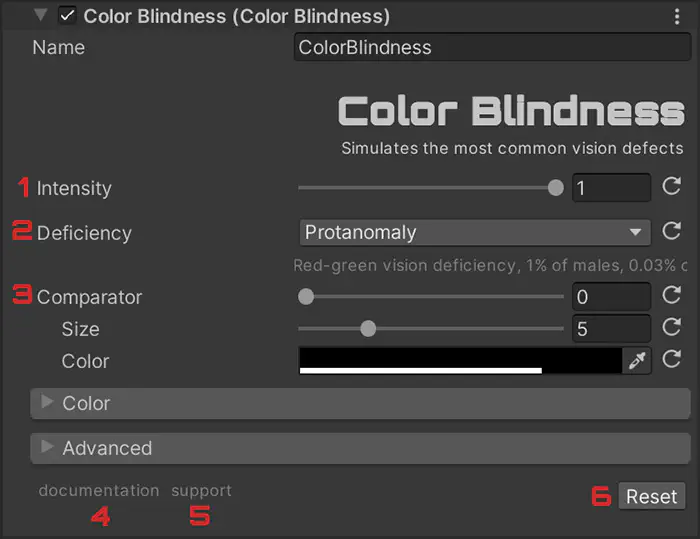 Color Blindness (Color Blindness)
Name ColorBlindness
Color Blindness
Simulates the most common vision defects
1 Intensity 1
2 Deficiency Protanomaly
Red-green vision deficiency, 1% of males, 0.03%
3 Comparator 0
Size 5
Color
Color
Advanced
documentation support
4 5
6 Reset